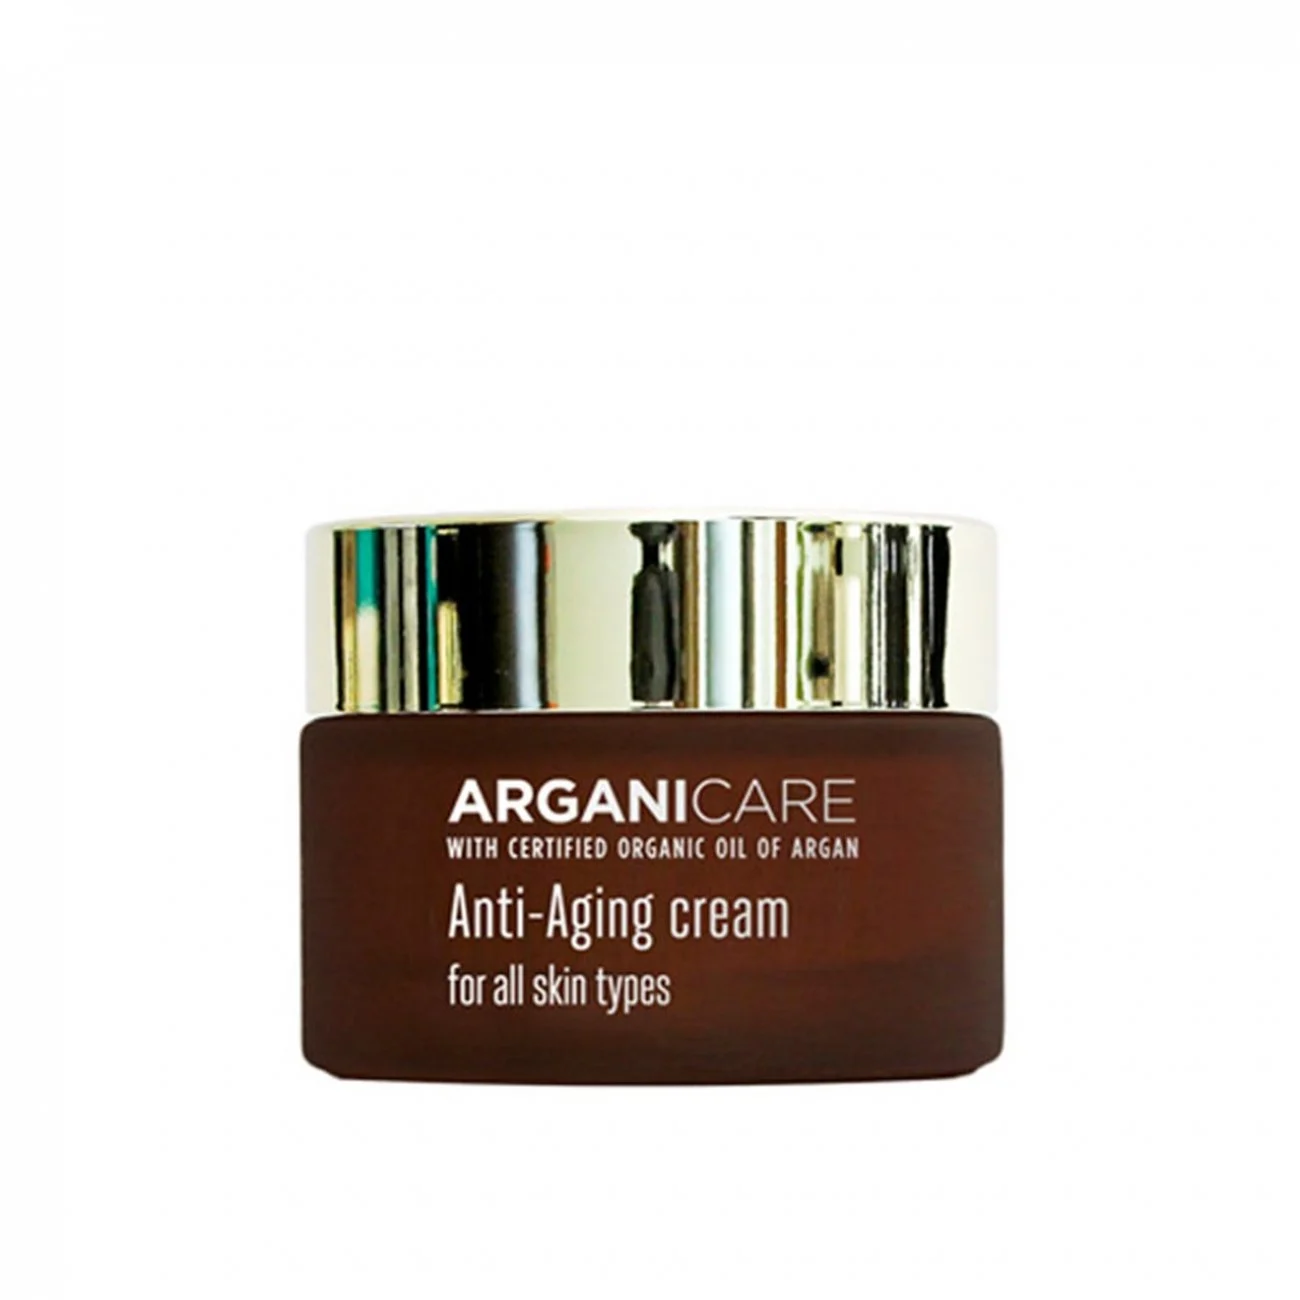 ARGANICARE
WITH CERTIFIED ORGANIC OIL OF ARGAN
Anti-Aging cream
for all skin types